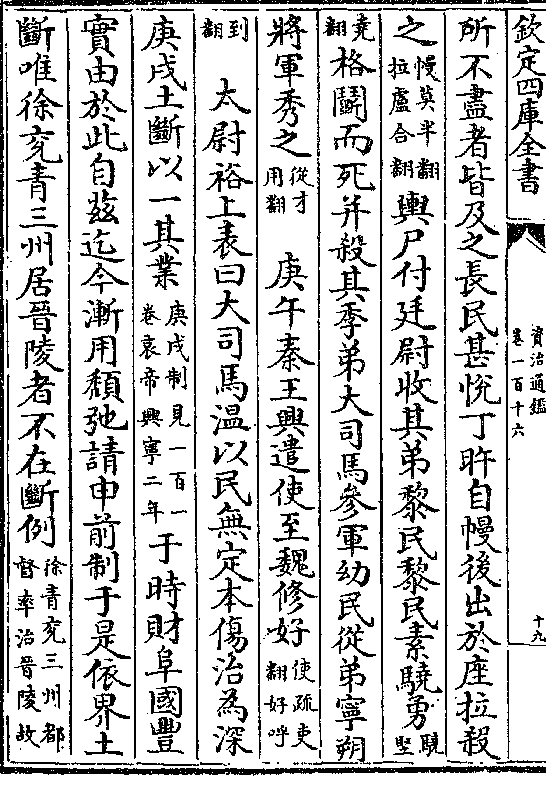 欽定四庫全書
資治通鑑
卷一百十六
十九
所不盡者皆及之長民甚悅丁旿自幔後出於座拉殺
之幔莫半翻拉盧合翻輿尸付廷尉收其弟黎民黎民素驍勇驍堅
堯翻格鬭而死并殺其季弟大司馬參軍幼民從弟寧朔
將軍秀之從才用翻 庚午秦王興遣使至魏修好使疏吏翻好呼
到翻 太尉裕上表曰大司馬溫以民無定本傷治為深
庚戌土斷以一其業庚戌制見一百一卷哀帝興寧二年于時財阜國豐
實由於此自茲迄今漸用頽弛請申前制于是依界土
斷唯徐兗青三州居晉陵者不在斷例徐青兗三州都督率治晉陵故